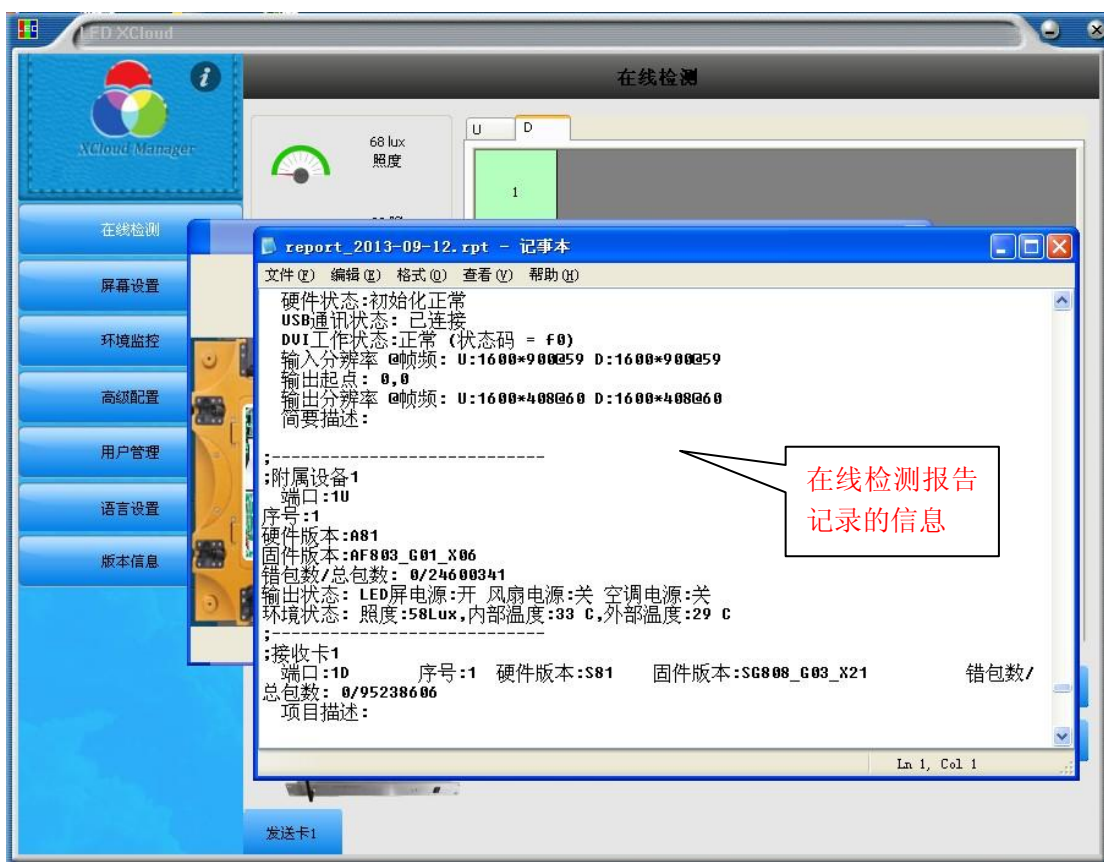 LED XCloud
XCloud Manager
在线检测
68 lux
照度
U D
1
在线检测
屏幕设置
环境监控
高级配置
用户管理
语言设置
版本信息
report_2013-09-12.rpt - 记事本
文件(F) 编辑(E) 格式(O) 查看(V) 帮助(H)
硬件状态:初始化正常
USB通讯状态: 已连接
DVI工作状态:正常 (状态码 = f0)
输入分辨率 @帧频: U:1600*900@59 D:1600*900@59
输出起点: 0,0
输出分辨率 @帧频: U:1600*408@60 D:1600*408@60
简要描述:
;-----------------------------
;附属设备1
端口:1U
序号:1
硬件版本:A81
固件版本:AF803_G01_X06
错包数/总包数: 0/24600341
输出状态: LED屏电源:开 风扇电源:关 空调电源:关
环境状态: 照度:58Lux,内部温度:33 C,外部温度:29 C
;-----------------------------
;接收卡1
端口:1D 序号:1 硬件版本:S81 固件版本:SG808_G03_X21 错包数/
总包数: 0/95238606
项目描述:
Ln 1, Col 1
在线检测报告
记录的信息
发送卡1